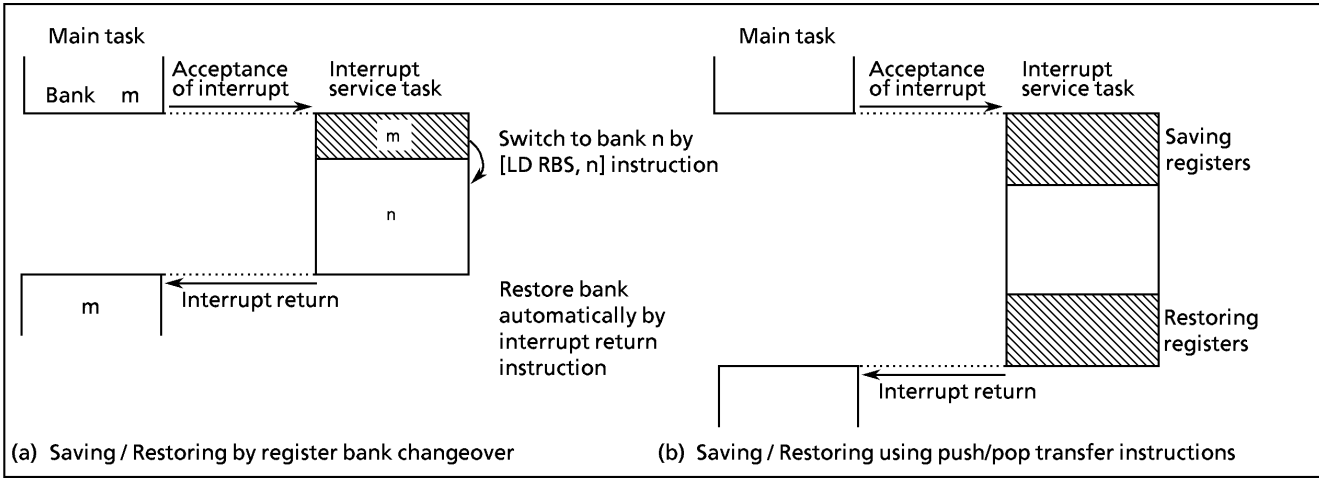 Main task
Bank m
Acceptance
of interrupt
Interrupt
service task
m
n
Switch to bank n by
[LD RBS, n] instruction
m
Interrupt return
Restore bank
automatically by
interrupt return
instruction
(a) Saving / Restoring by register bank changeover
Main task
Acceptance
of interrupt
Interrupt
service task
Saving
registers
Restoring
registers
Interrupt return
(b) Saving / Restoring using push/pop transfer instructions